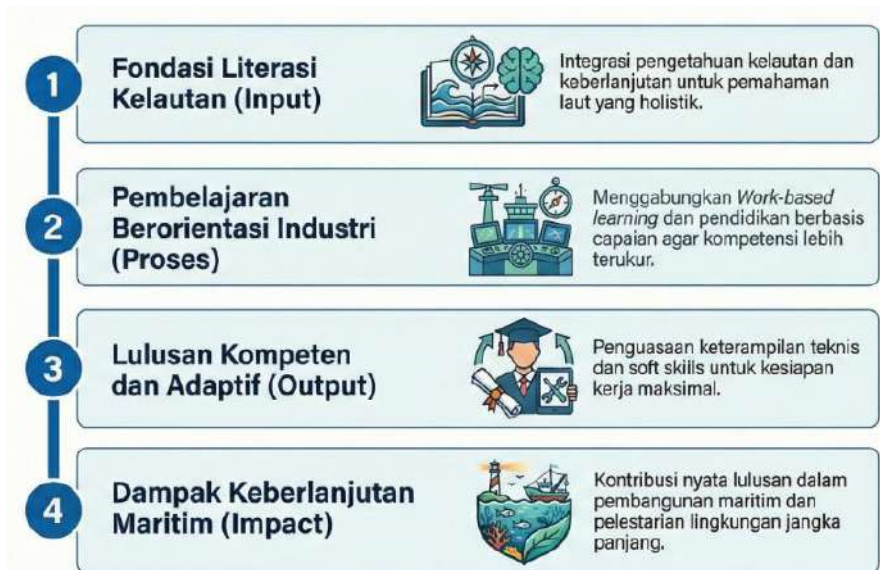 1
Fondasi Literasi
Kelautan (Input)
Integrasi pengetahuan kelautan dan
keberlanjutan untuk pemahaman
laut yang holistik.
2
Pembelajaran
Berorientasi Industri
(Proses)
Menggabungkan Work-based
learning dan pendidikan berbasis
capaian agar kompetensi lebih
terukur.
3
Lulusan Kompeten
dan Adaptif (Output)
Penguasaan keterampilan teknis
dan soft skills untuk kesiapan
kerja maksimal.
4
Dampak Keberlanjutan
Maritim (Impact)
Kontribusi nyata lulusan dalam
pembangunan maritim dan
pelestarian lingkungan jangka
panjang.